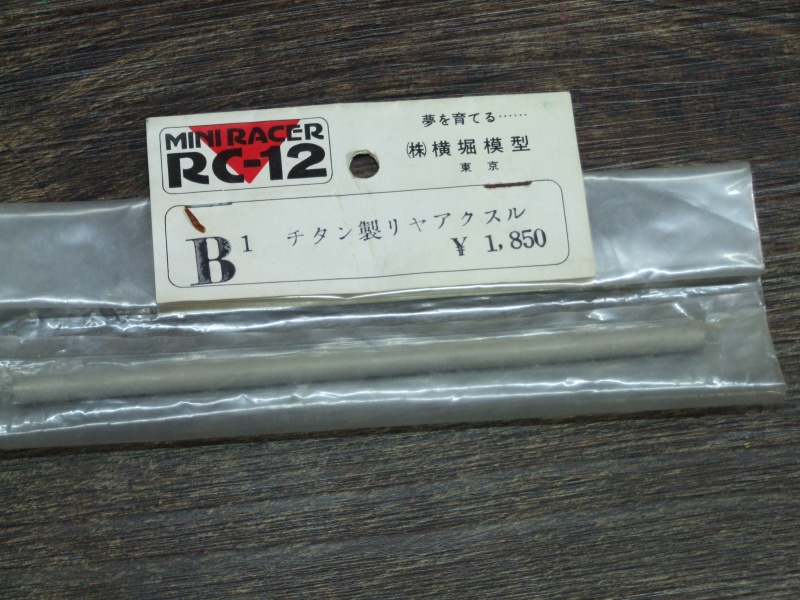 MINI RACER
RC-12
夢を育てる……
㈱横堀模型
東京
B1 チタン製リヤアクスル
¥ 1,850